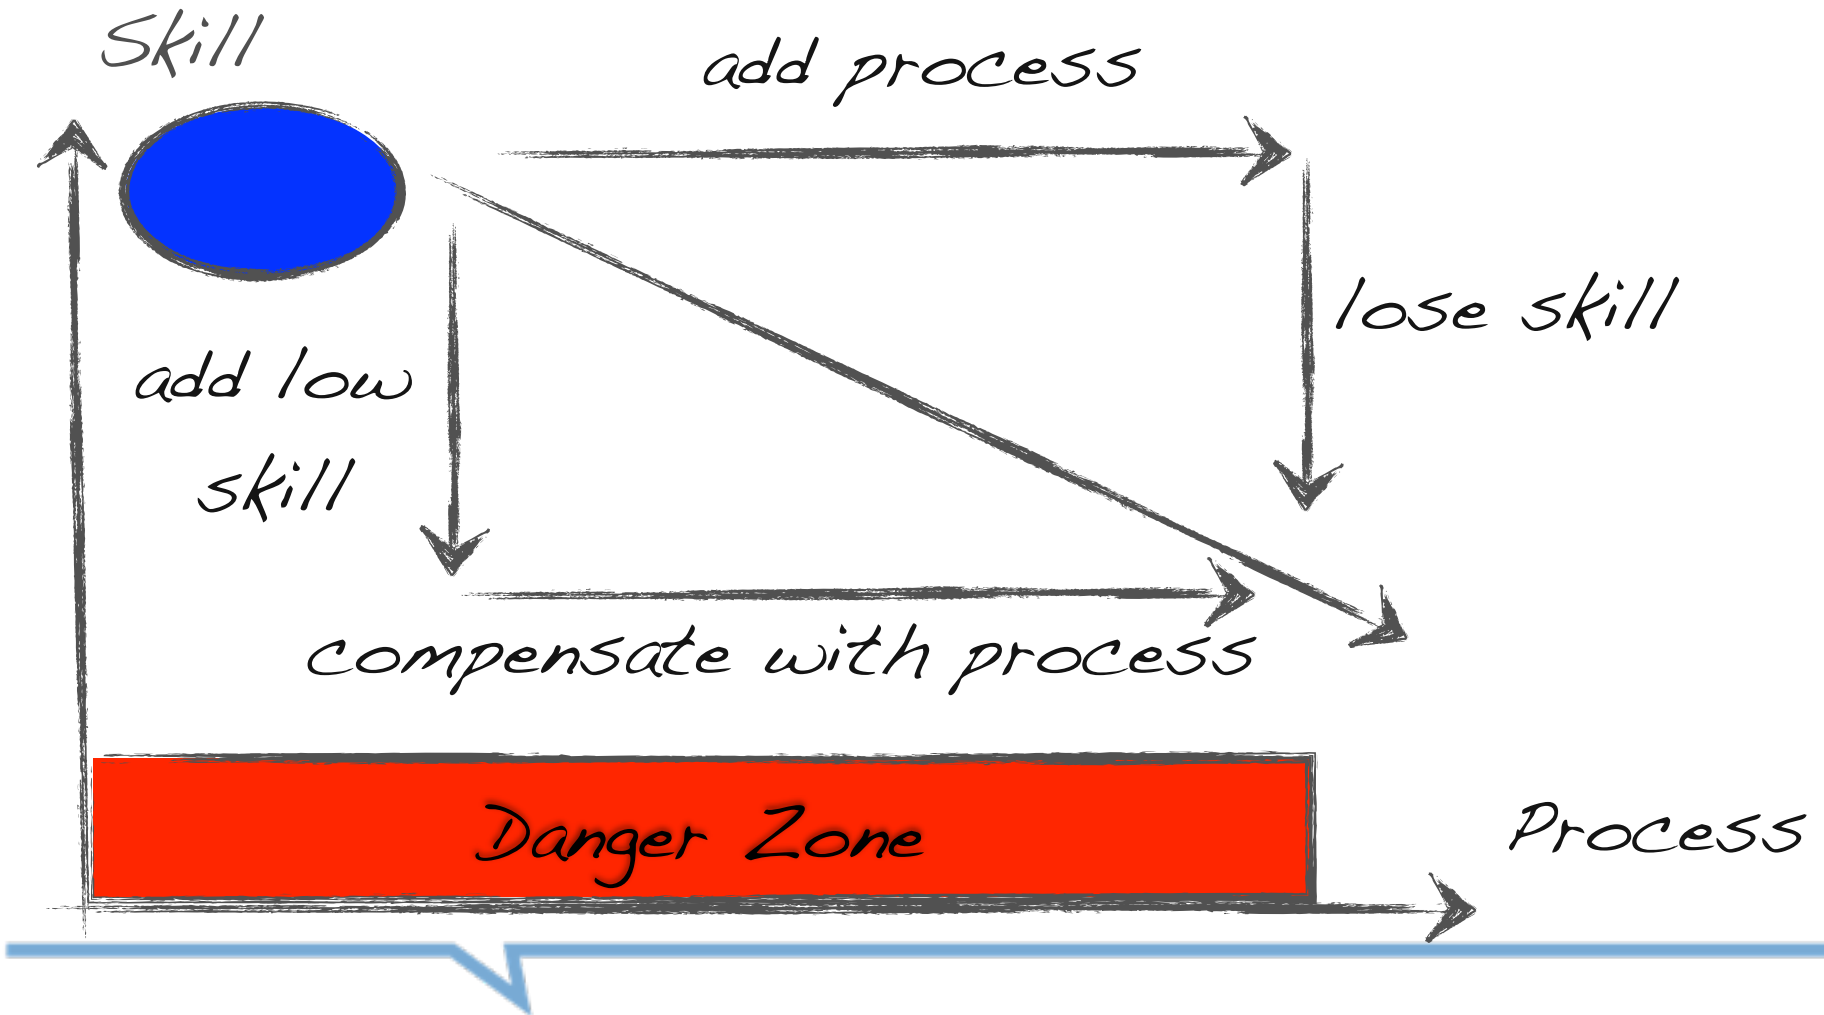 Skill
add process
lose skill
add low
skill
compensate with process
Danger Zone
Process